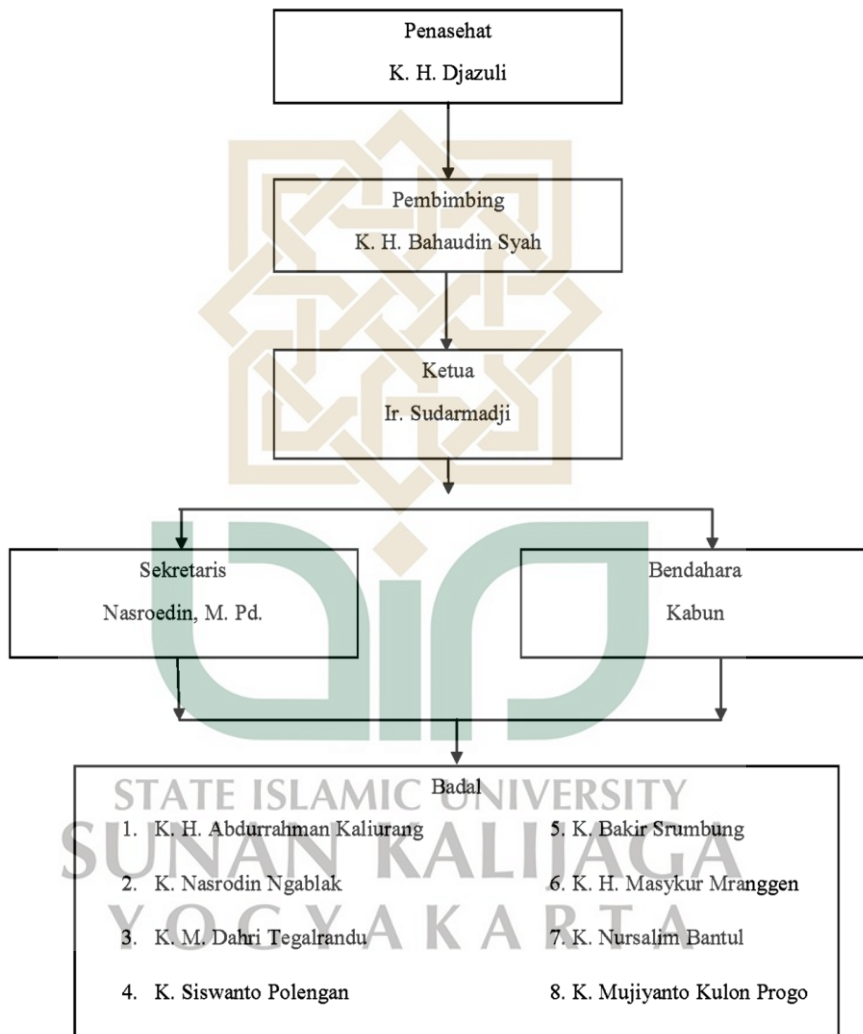 Penasehat
K. H. Djazuli
Pembimbing
K. H. Bahaudin Syah
Ketua
Ir. Sudarmadji
Sekretaris
Nasroedin, M. Pd.
Bendahara
Kabun
Badal
1. K. H. Abdurrahman Kaliurang
2. K. Nasrodin Ngablak
3. K. M. Dahri Tegalrandu
4. K. Siswanto Polengan
5. K. Bakir Srumbung
6. K. H. Masykur Mranggen
7. K. Nursalim Bantul
8. K. Mujiyanto Kulon Progo
STATE ISLAMIC UNIVERSITY
SUNAN KALIJAGA
YOGYAKARTA